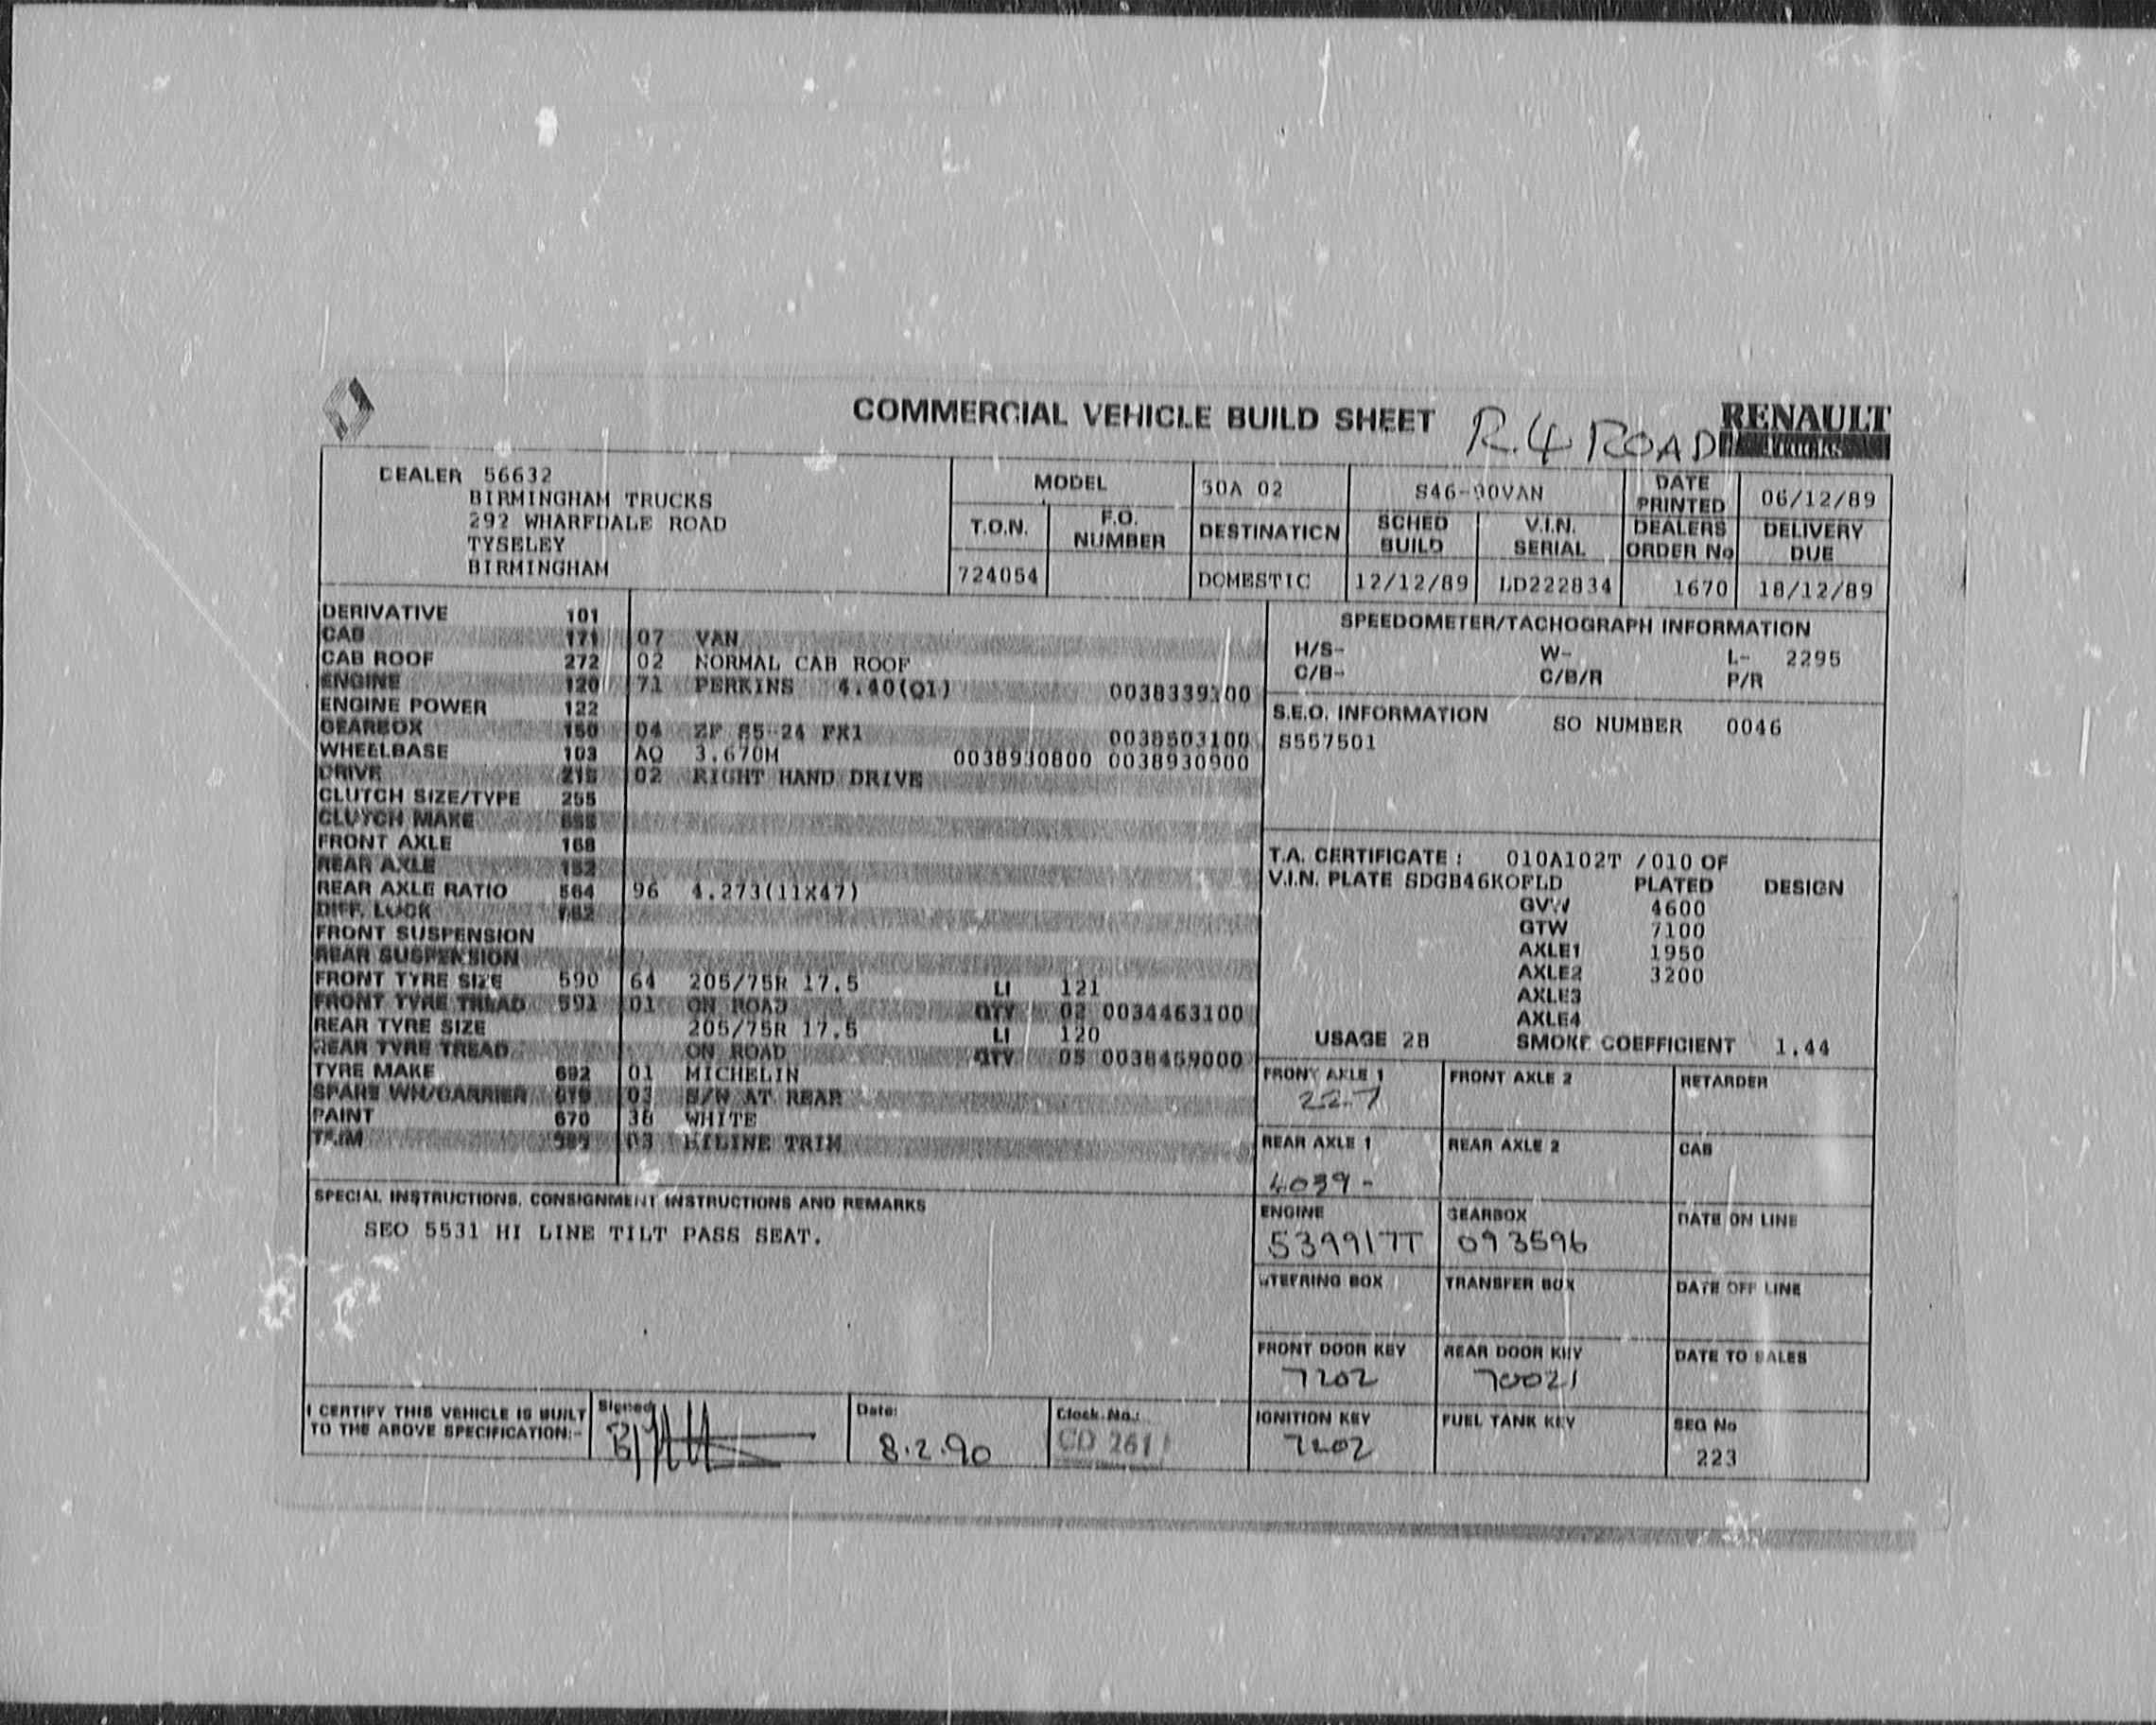 COMMERCIAL VEHICLE BUILD SHEET R.4 ROAD RENAULT
TRUCKS
DEALER 56632
BIRMINGHAM TRUCKS
292 WHARFDALE ROAD
TYSELEY
BIRMINGHAM
MODEL 50A 02 S46-90VAN DATE PRINTED 06/12/89
T.O.N. F.O. NUMBER DESTINATION SCHED BUILD V.I.N. SERIAL DEALERS ORDER No DELIVERY DUE
724054 DOMESTIC 12/12/89 LD222834 1670 18/12/89
DERIVATIVE 101
CAB 171 07 VAN
CAB ROOF 272 02 NORMAL CAB ROOF
ENGINE 120 71 PERKINS 4.40(Q1) 0038339100
ENGINE POWER 122
GEARBOX 150 04 ZF S5-24 FX1 0038503100
WHEELBASE 103 AQ 3.670M 0038930800 0038930900
DRIVE 215 02 RIGHT HAND DRIVE
CLUTCH SIZE/TYPE 255
CLUTCH MAKE
FRONT AXLE 168
REAR AXLE 152
REAR AXLE RATIO 564 96 4.273(11X47)
DIFF. LOCK
FRONT SUSPENSION
REAR SUSPENSION
FRONT TYRE SIZE 590 64 205/75R 17.5 LI 121
FRONT TYRE TREAD 591 01 ON ROAD QTY 02 0034463100
REAR TYRE SIZE 205/75R 17.5 LI 120
REAR TYRE TREAD ON ROAD QTY 05 0038459000
TYRE MAKE 692 01 MICHELIN
SPARE WH/CARRIER 03 S/W AT REAR
PAINT 670 38 WHITE
TRIM 03 HILINE TRIM
SPEEDOMETER/TACHOGRAPH INFORMATION
H/S- W- L- 2295
C/B- C/B/R P/R
S.E.O. INFORMATION SO NUMBER 0046
S557501
T.A. CERTIFICATE : 010A102T /010 OF
V.I.N. PLATE SDGB46KOFLD PLATED DESIGN
GVW 4600
GTW 7100
AXLE1 1950
AXLE2 3200
AXLE3
AXLE4
USAGE 28 SMOKE COEFFICIENT 1.44
FRONT AXLE 1 FRONT AXLE 2 RETARDER
22.7
REAR AXLE 1 REAR AXLE 2 CAB
4039-
ENGINE GEARBOX DATE ON LINE
539917T 093596
STEERING BOX TRANSFER BOX DATE OFF LINE
FRONT DOOR KEY REAR DOOR KEY DATE TO SALES
7202 70021
IGNITION KEY FUEL TANK KEY SEQ No
7202 223
SPECIAL INSTRUCTIONS, CONSIGNMENT INSTRUCTIONS AND REMARKS
SEO 5531 HI LINE TILT PASS SEAT.
I CERTIFY THIS VEHICLE IS BUILT
TO THE ABOVE SPECIFICATION:-
Signed
Date:
8.2.90
Clock No.:
CD 2611